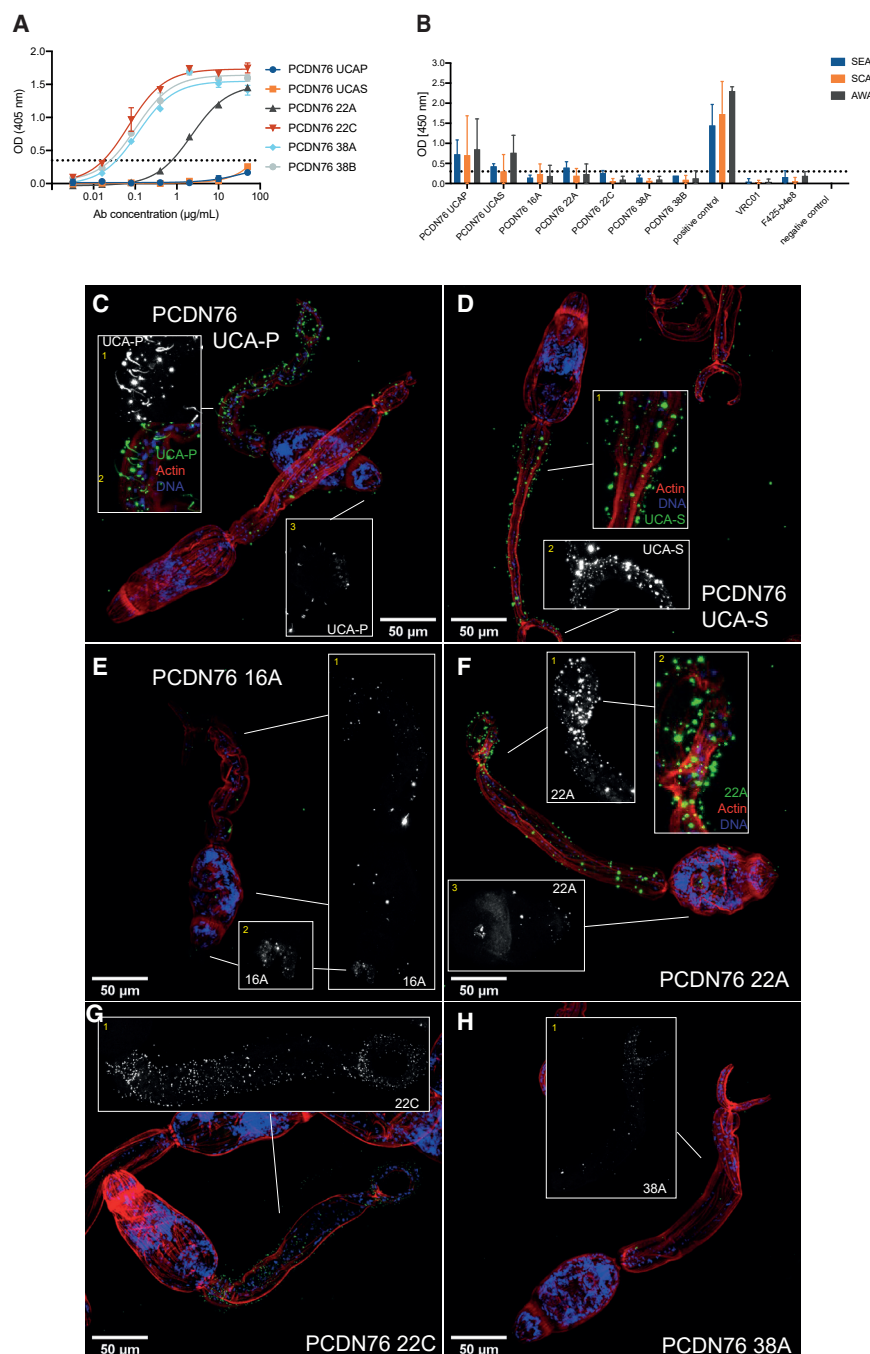 A
2.0
1.5
1.0
0.5
0.0
OD (405 nm)
0.01
0.1
1
10
100
Ab concentration (µg/mL)
PCDN76 UCAP
PCDN76 UCAS
PCDN76 22A
PCDN76 22C
PCDN76 38A
PCDN76 38B
B
3.0
2.5
2.0
1.5
1.0
0.5
0.0
OD [450 nm]
PCDN76 UCAP
PCDN76 UCAS
PCDN76 16A
PCDN76 22A
PCDN76 22C
PCDN76 38A
PCDN76 38B
positive control
VRC01
F425-b4e8
negative control
SEA
SCA
AWA
C
PCDN76
UCA-P
UCA-P
1
2
UCA-P
Actin
DNA
3
UCA-P
50 µm
D
1
Actin
DNA
UCA-S
2
UCA-S
PCDN76
UCA-S
50 µm
E
PCDN76 16A
1
2
16A
16A
50 µm
F
1
22A
2
22A
Actin
DNA
3
22A
50 µm
PCDN76 22A
G
1
22C
50 µm
PCDN76 22C
H
1
38A
50 µm
PCDN76 38A